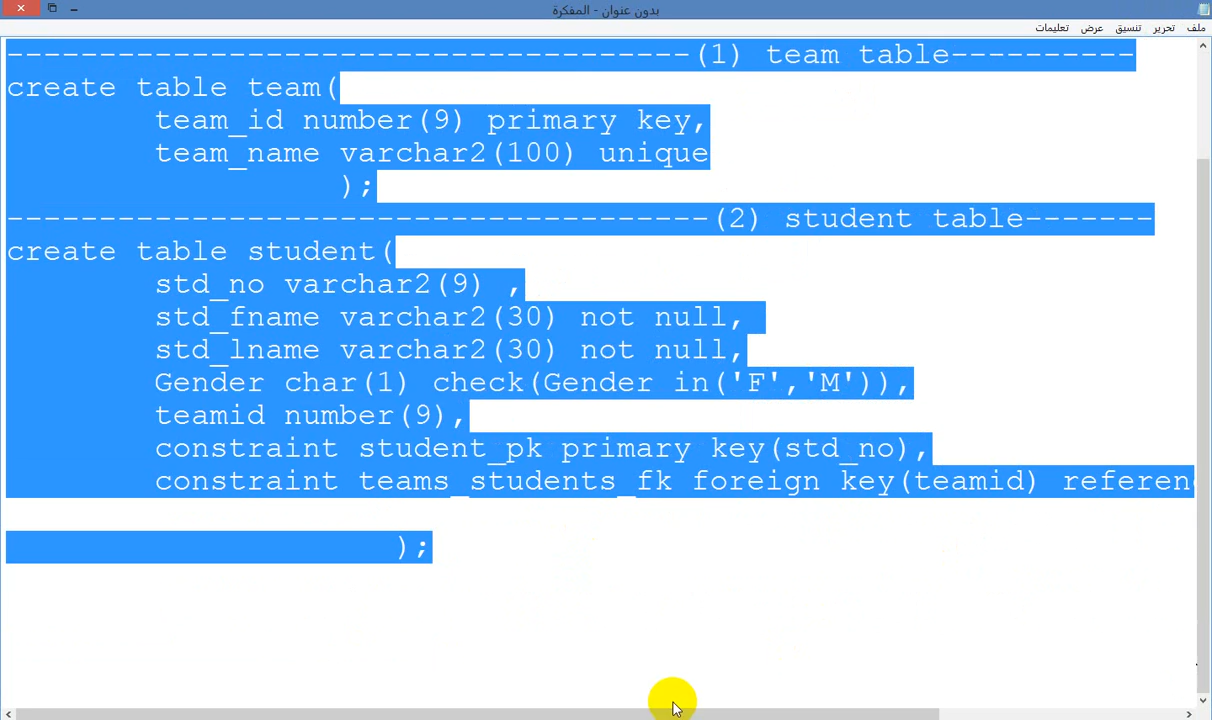 بدون عنوان - المفكرة
ملف تحرير تنسيق عرض تعليمات
-------------------------------------(1) team table----------
create table team(
team_id number(9) primary key,
team_name varchar2(100) unique
);
--------------------------------------(2) student table-------
create table student(
std_no varchar2(9) ,
std_fname varchar2(30) not null,
std_lname varchar2(30) not null,
Gender char(1) check(Gender in('F','M')),
teamid number(9),
constraint student_pk primary key(std_no),
constraint teams_students_fk foreign key(teamid)
);